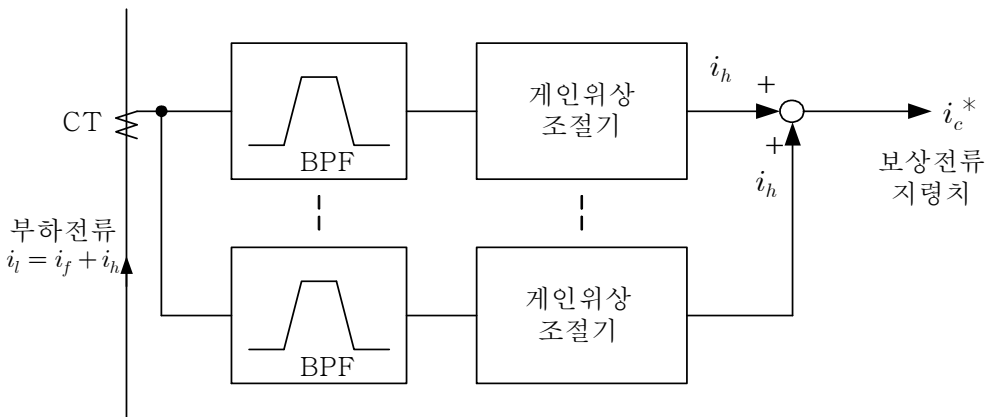 CT
BPF
게인위상
조절기
i_h
+
i_c*
보상전류
지령치
+
i_h
부하전류
i_l = i_f + i_h
BPF
게인위상
조절기